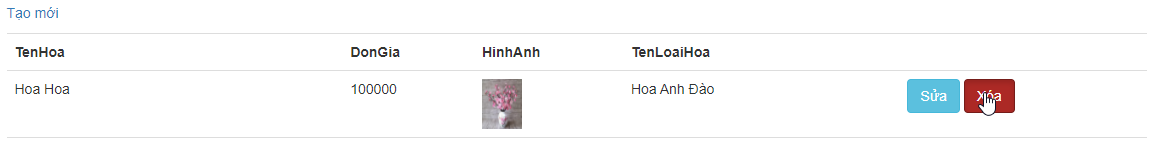 Tạo mới
TenHoa DonGia HinhAnh TenLoaiHoa
Hoa Hoa 100000 Hoa Anh Đào Sửa Xóa